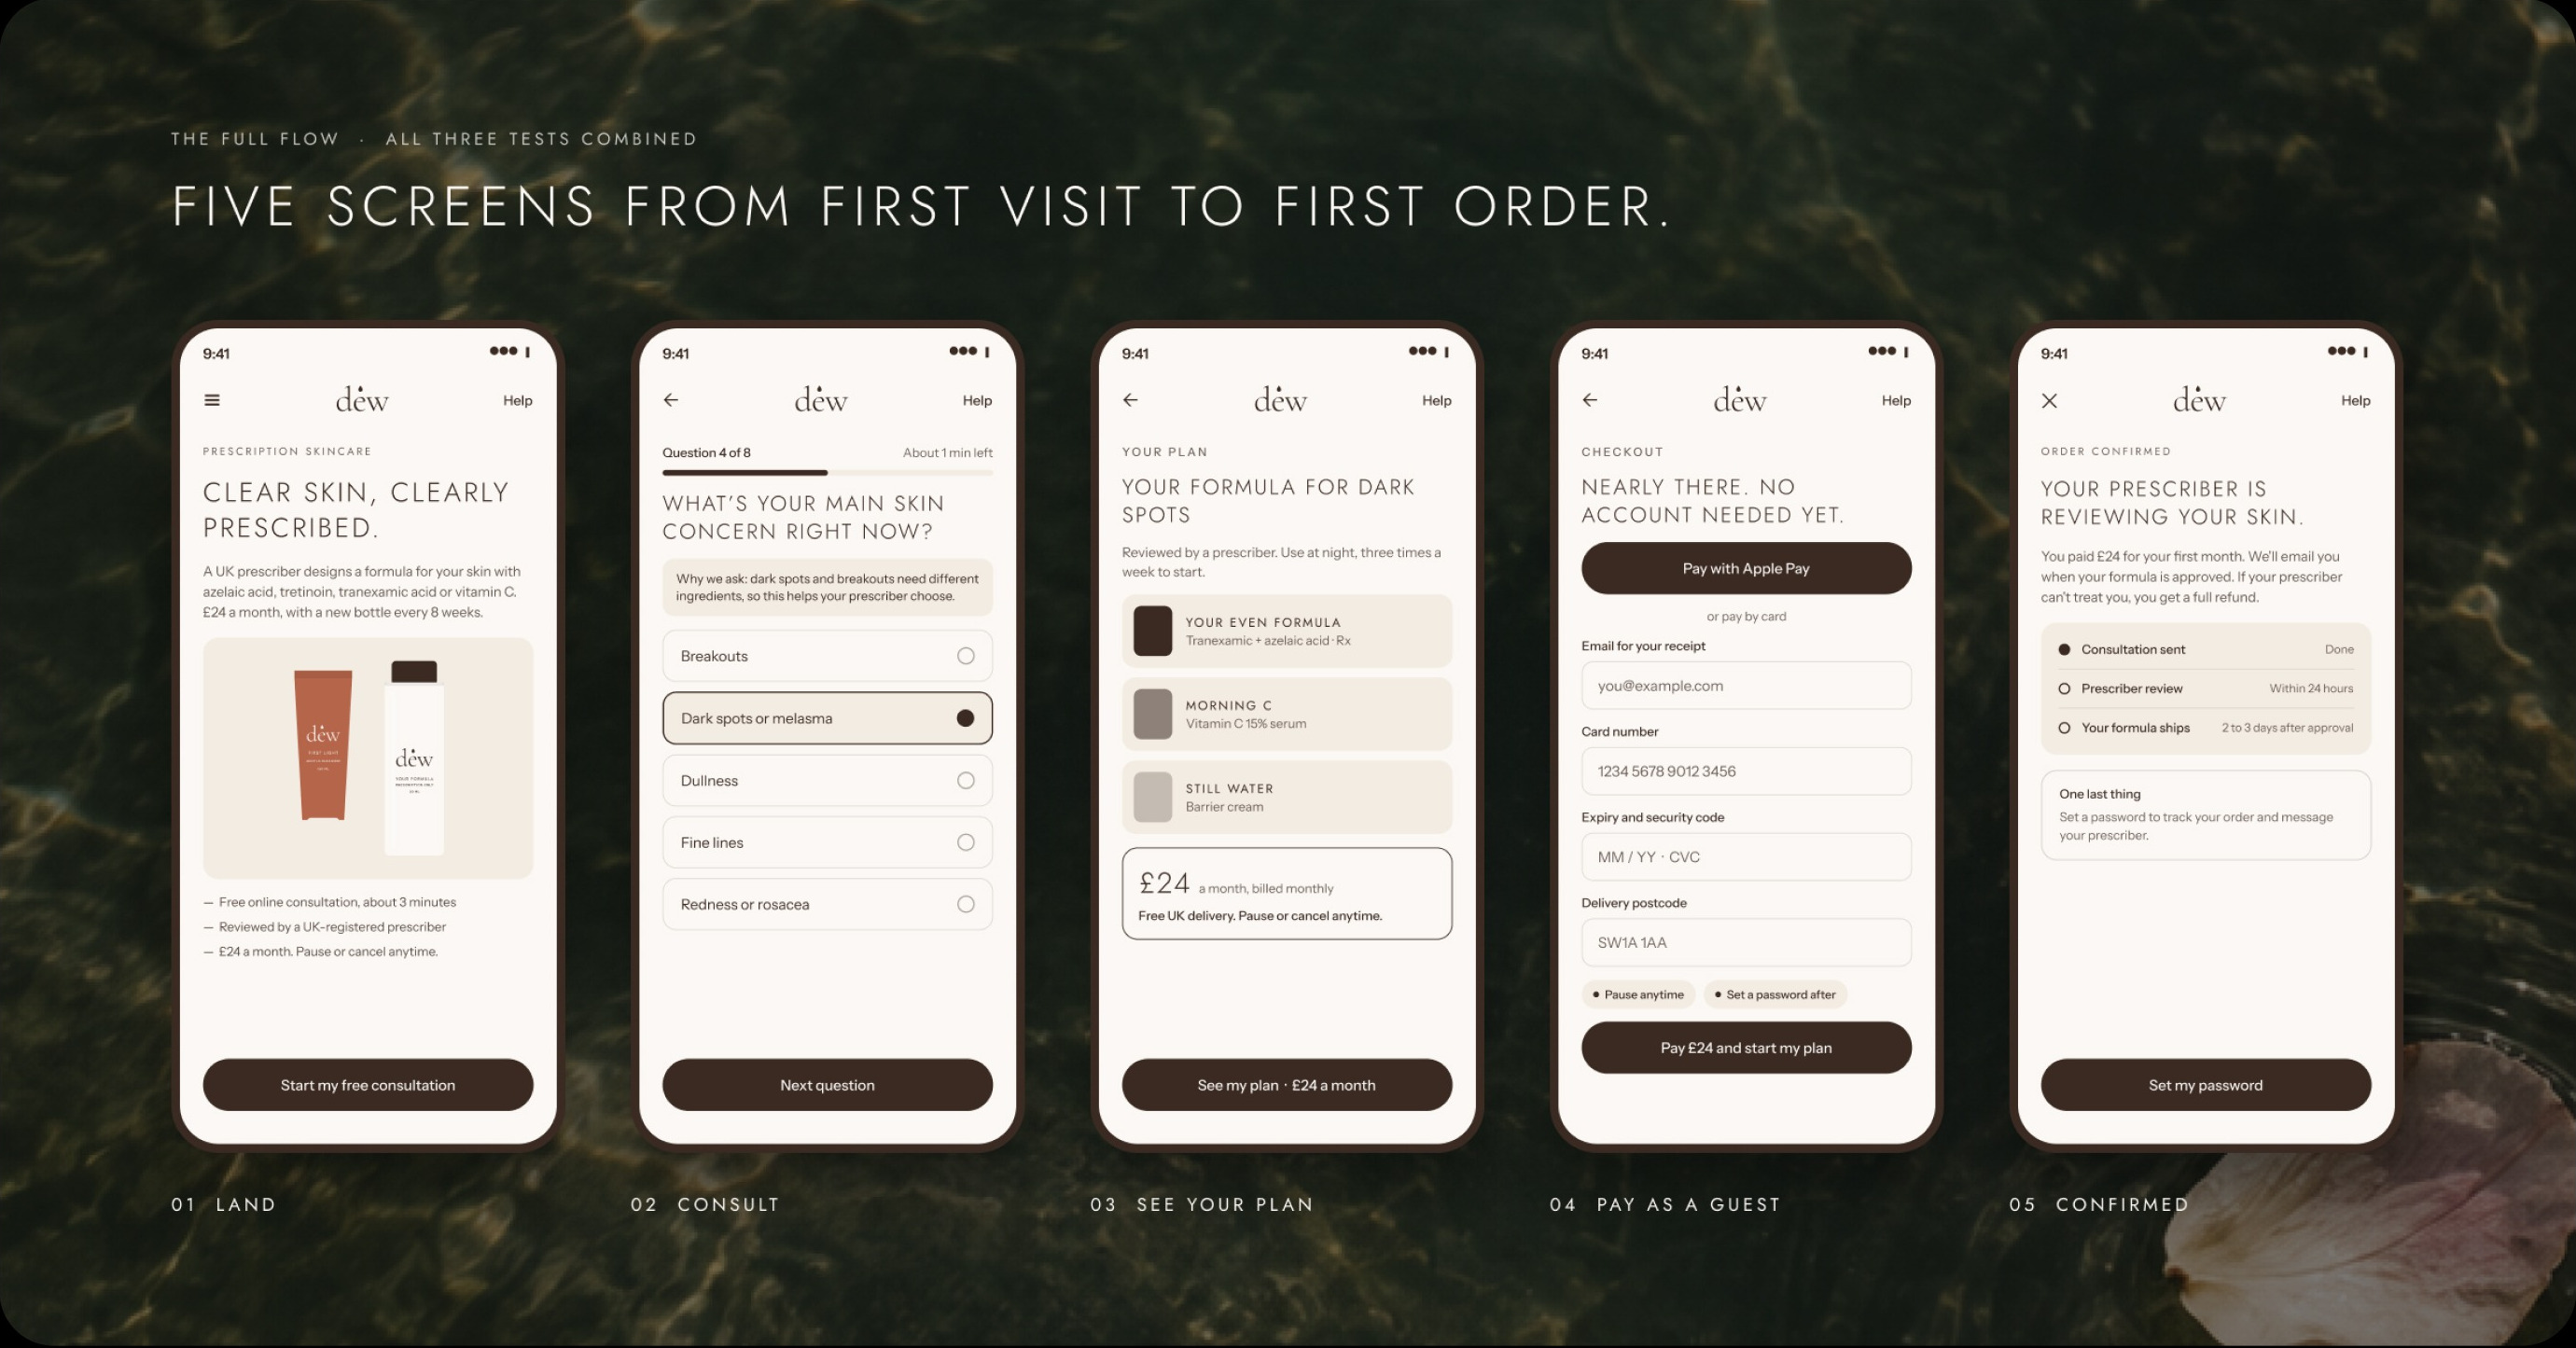 THE FULL FLOW · ALL THREE TESTS COMBINED
FIVE SCREENS FROM FIRST VISIT TO FIRST ORDER.
9:41
dew
Help
PRESCRIPTION SKINCARE
CLEAR SKIN, CLEARLY
PRESCRIBED.
A UK prescriber designs a formula for your skin with
azelaic acid, tretinoin, tranexamic acid or vitamin C.
£24 a month, with a new bottle every 8 weeks.
dew
FIRST LIGHT
dew
YOUR FORMULA
— Free online consultation, about 3 minutes
— Reviewed by a UK-registered prescriber
— £24 a month. Pause or cancel anytime.
Start my free consultation
01 LAND
9:41
dew
Help
Question 4 of 8
About 1 min left
WHAT'S YOUR MAIN SKIN
CONCERN RIGHT NOW?
Why we ask: dark spots and breakouts need different
ingredients, so this helps your prescriber choose.
Breakouts
Dark spots or melasma
Dullness
Fine lines
Redness or rosacea
Next question
02 CONSULT
9:41
dew
Help
YOUR PLAN
YOUR FORMULA FOR DARK
SPOTS
Reviewed by a prescriber. Use at night, three times a
week to start.
YOUR EVEN FORMULA
Tranexamic + azelaic acid · Rx
MORNING C
Vitamin C 15% serum
STILL WATER
Barrier cream
£24 a month, billed monthly
Free UK delivery. Pause or cancel anytime.
See my plan · £24 a month
03 SEE YOUR PLAN
9:41
dew
Help
CHECKOUT
NEARLY THERE. NO
ACCOUNT NEEDED YET.
Pay with Apple Pay
or pay by card
Email for your receipt
you@example.com
Card number
1234 5678 9012 3456
Expiry and security code
MM / YY · CVC
Delivery postcode
SW1A 1AA
Pause anytime
Set a password after
Pay £24 and start my plan
04 PAY AS A GUEST
9:41
dew
Help
ORDER CONFIRMED
YOUR PRESCRIBER IS
REVIEWING YOUR SKIN.
You paid £24 for your first month. We'll email you
when your formula is approved. If your prescriber
can't treat you, you get a full refund.
Consultation sent
Done
Prescriber review
Within 24 hours
Your formula ships
2 to 3 days after approval
One last thing
Set a password to track your order and message
your prescriber.
Set my password
05 CONFIRMED